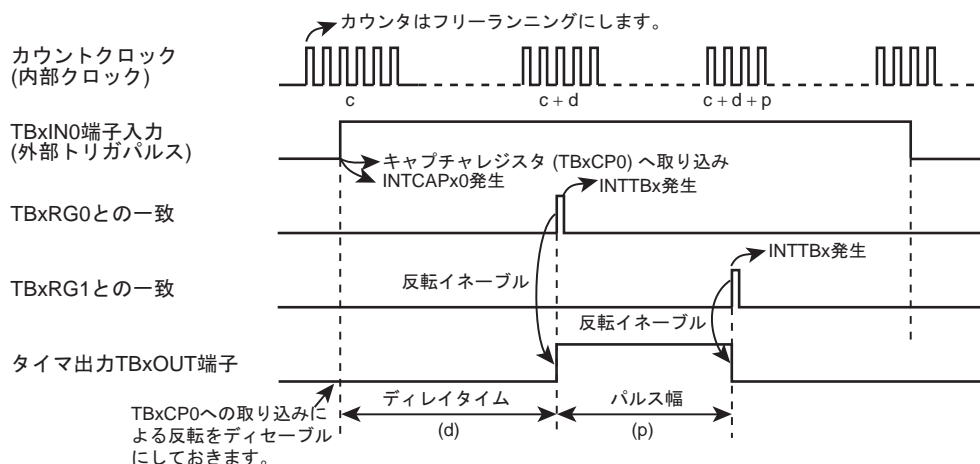 カウンタはフリーランニングにします。
カウントクロック
(内部クロック)
c
c + d
c + d + p
TBxIN0端子入力
(外部トリガパルス)
キャプチャレジスタ (TBxCP0) へ取り込み
INTCAPx0発生
INTTBx発生
TBxRG0との一致
INTTBx発生
反転イネーブル
TBxRG1との一致
反転イネーブル
タイマ出力TBxOUT端子
TBxCP0への取り込みに
よる反転をディセーブル
にしておきます。
ディレイタイム
(d)
パルス幅
(p)